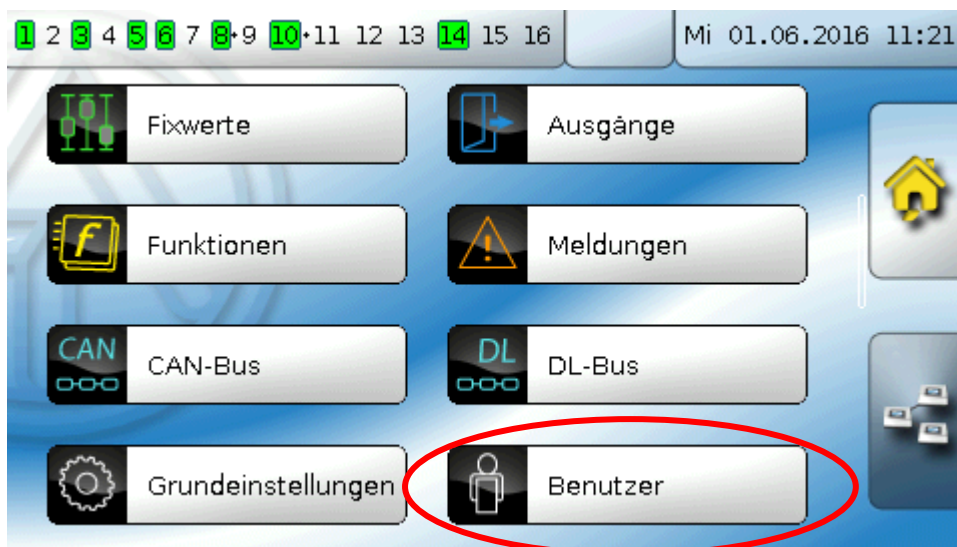 1 2 3 4 5 6 7 8+9 10+11 12 13 14 15 16 Mi 01.06.2016 11:21
Fixwerte Ausgänge
Funktionen Meldungen
CAN CAN-Bus DL DL-Bus
Grundeinstellungen Benutzer